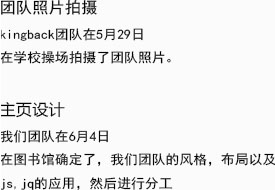 团队照片拍摄
kingback团队在5月29日
在学校操场拍摄了团队照片。
主页设计
我们团队在6月4日
在图书馆确定了，我们团队的风格，布局以及
js,jq的应用，然后进行分工